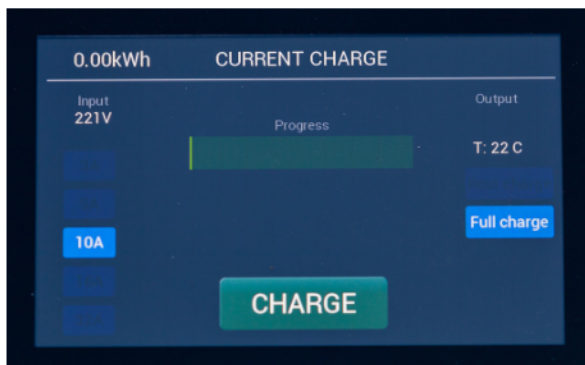 0.00kWh CURRENT CHARGE
Input
221V
Progress
Output
T: 22 C
10A
Full charge
CHARGE